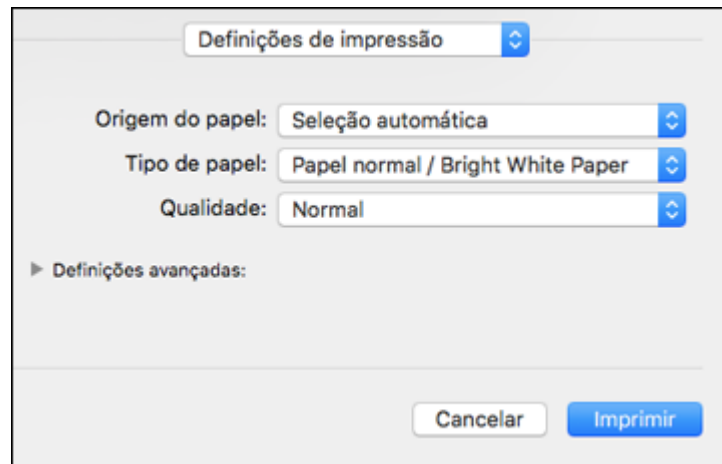 Definições de impressão
Origem do papel: Seleção automática
Tipo de papel: Papel normal / Bright White Paper
Qualidade: Normal
Definições avançadas:
Cancelar Imprimir